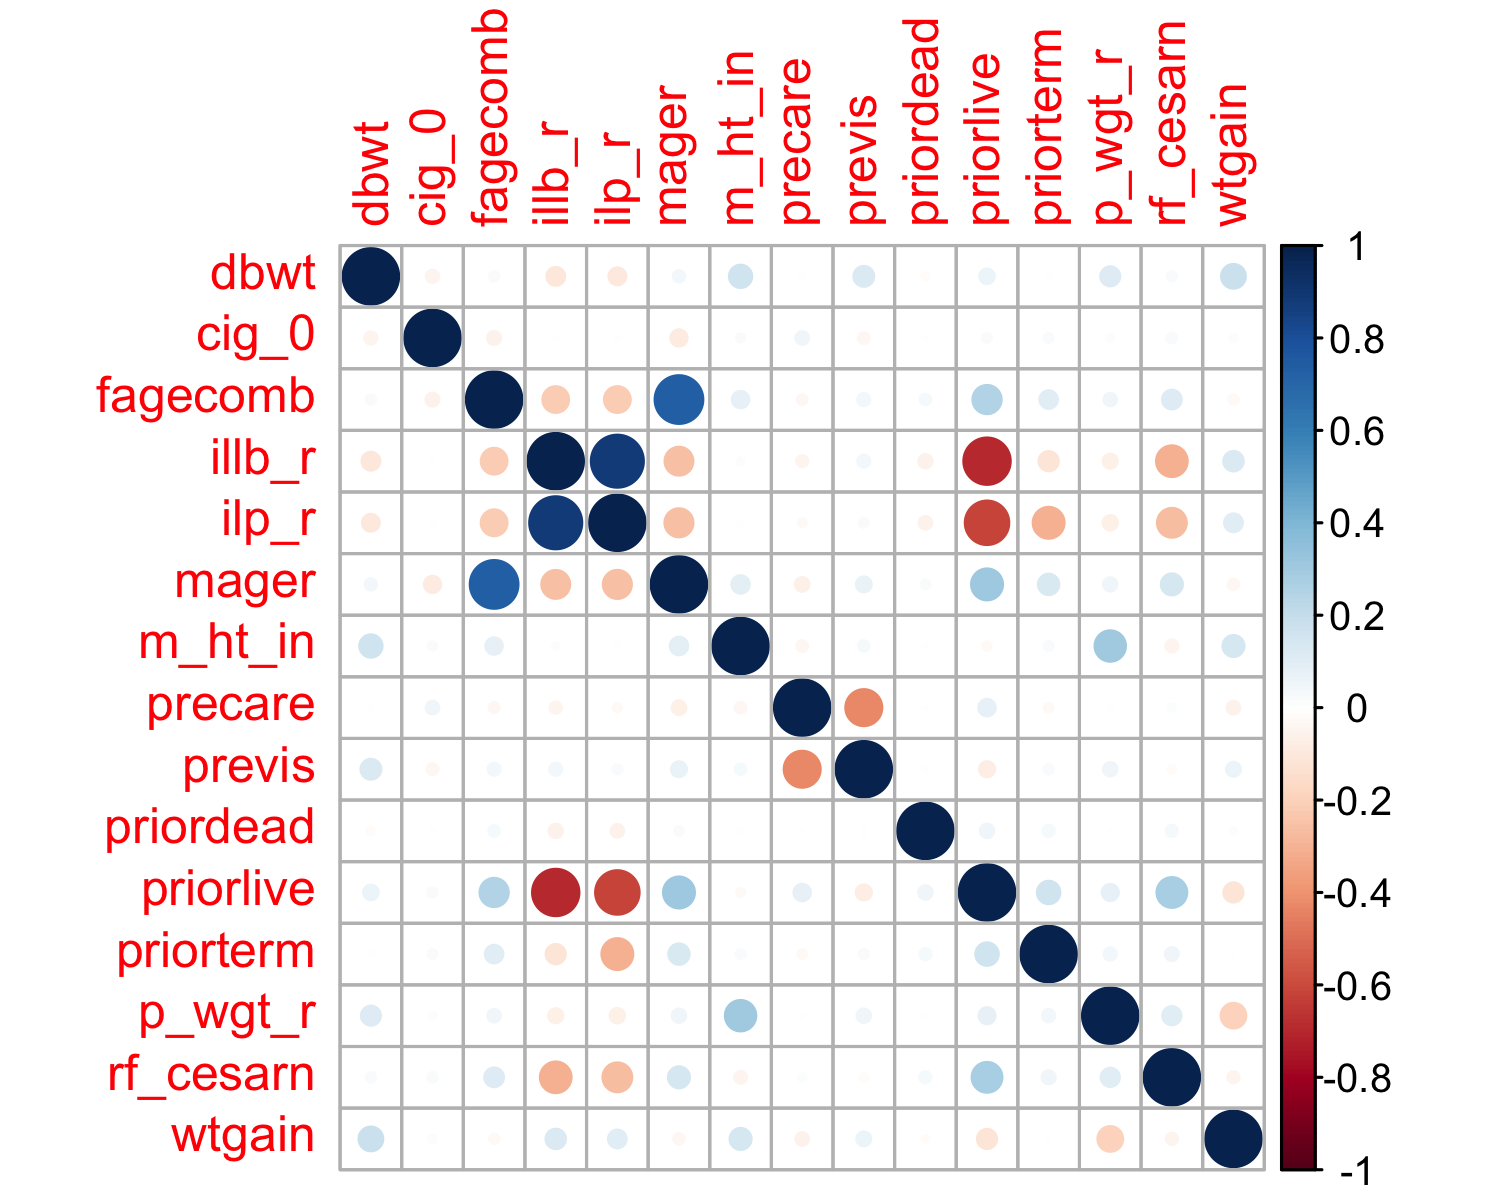 dbwt
cig_0
fagecomb
illb_r
ilp_r
mager
m_ht_in
precare
previs
priordead
priorlive
priorterm
p_wgt_r
rf_cesarn
wtgain
dbwt
cig_0
fagecomb
illb_r
ilp_r
mager
m_ht_in
precare
previs
priordead
priorlive
priorterm
p_wgt_r
rf_cesarn
wtgain
1
0.8
0.6
0.4
0.2
0
-0.2
-0.4
-0.6
-0.8
-1